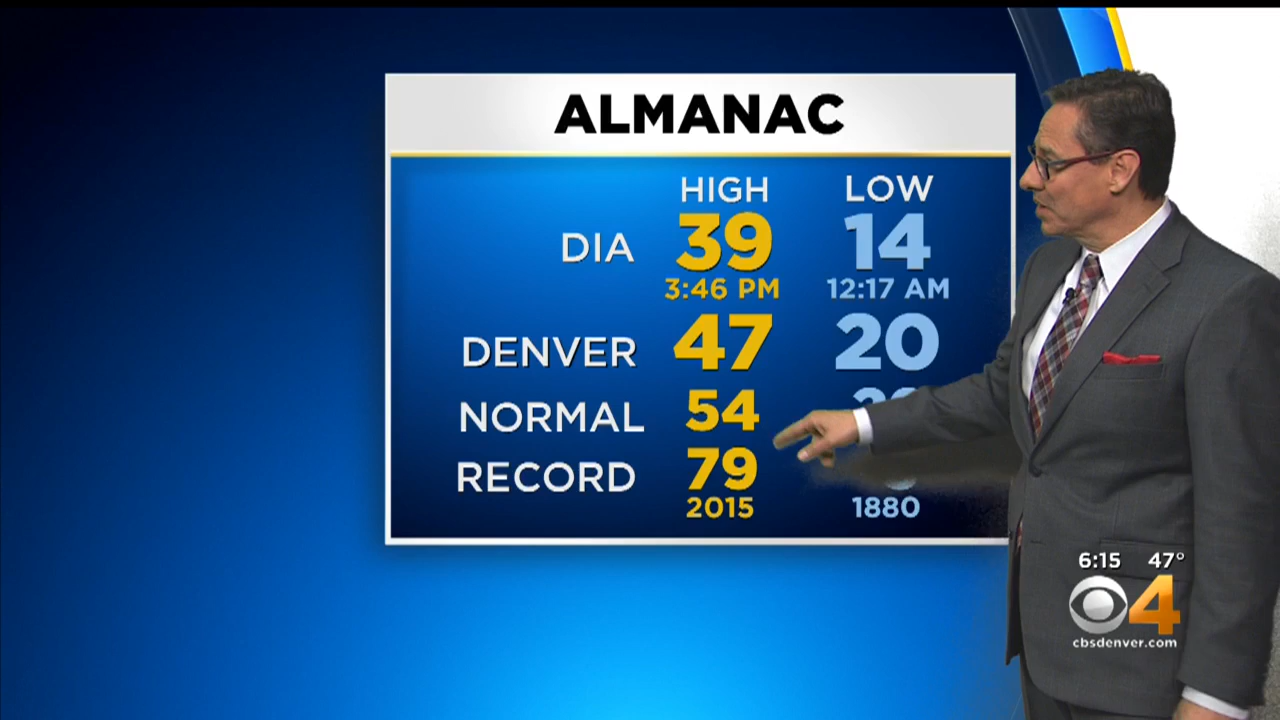 ALMANAC
HIGH LOW
DIA 39 14
3:46 PM 12:17 AM
DENVER 47 20
NORMAL 54
RECORD 79
2015 1880
6:15 47°
4
cbsdenver.com